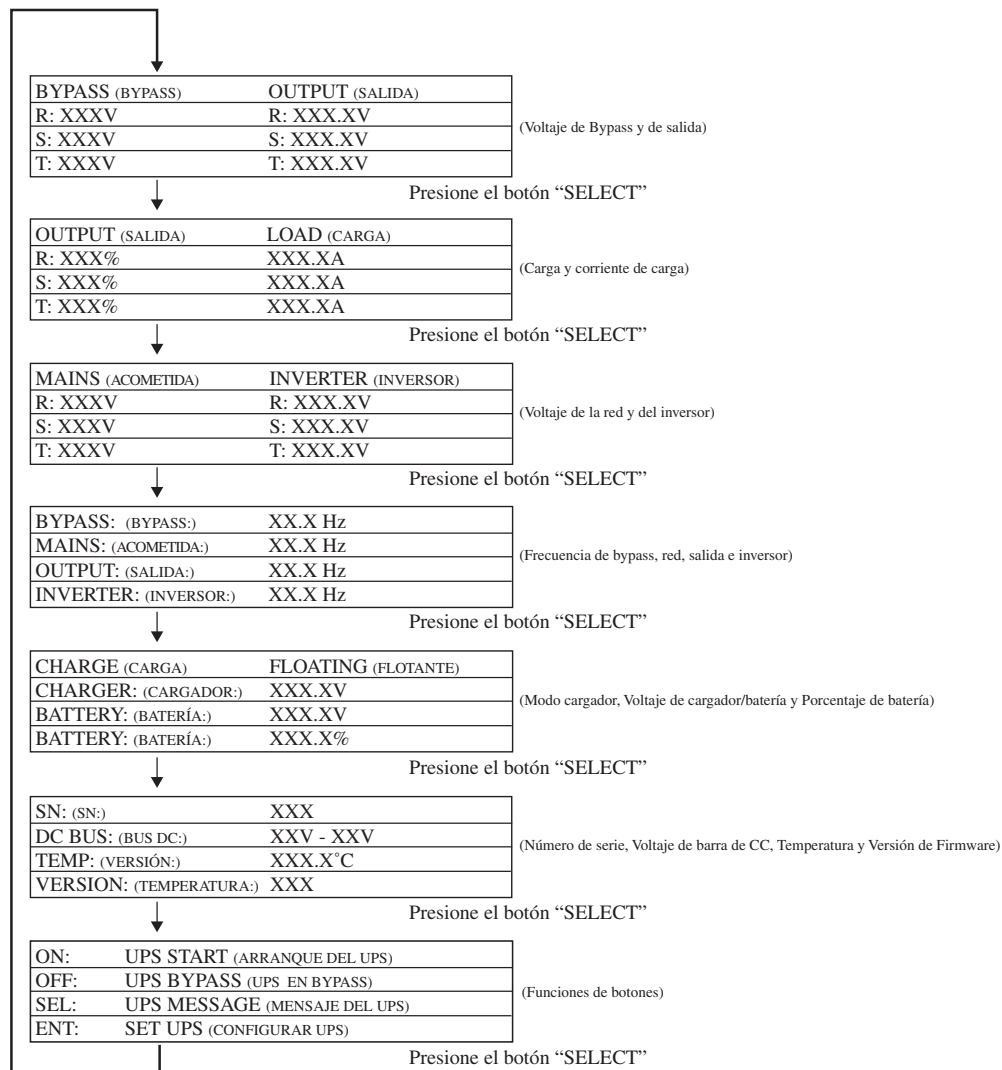 BYPASS (BYPASS) OUTPUT (SALIDA)
R: XXXV R: XXX.XV
S: XXXV S: XXX.XV
T: XXXV T: XXX.XV
(Voltaje de Bypass y de salida)
Presione el botón “SELECT”
OUTPUT (SALIDA) LOAD (CARGA)
R: XXX% XXX.XA
S: XXX% XXX.XA
T: XXX% XXX.XA
(Carga y corriente de carga)
Presione el botón “SELECT”
MAINS (ACOMETIDA) INVERTER (INVERSOR)
R: XXXV R: XXX.XV
S: XXXV S: XXX.XV
T: XXXV T: XXX.XV
(Voltaje de la red y del inversor)
Presione el botón “SELECT”
BYPASS: (BYPASS:) XX.X Hz
MAINS: (ACOMETIDA:) XX.X Hz
OUTPUT: (SALIDA:) XX.X Hz
INVERTER: (INVERSOR:) XX.X Hz
(Frecuencia de bypass, red, salida e inversor)
Presione el botón “SELECT”
CHARGE (CARGA) FLOATING (FLOTANTE)
CHARGER: (CARGADOR:) XXX.XV
BATTERY: (BATERÍA:) XXX.XV
BATTERY: (BATERÍA:) XXX.X%
(Modo cargador, Voltaje de cargador/batería y Porcentaje de batería)
Presione el botón “SELECT”
SN: (SN:) XXX
DC BUS: (BUS DC:) XXV - XXV
TEMP: (VERSIÓN:) XXX.X˚C
VERSION: (TEMPERATURA:) XXX
(Número de serie, Voltaje de barra de CC, Temperatura y Versión de Firmware)
Presione el botón “SELECT”
ON: UPS START (ARRANQUE DEL UPS)
OFF: UPS BYPASS (UPS EN BYPASS)
SEL: UPS MESSAGE (MENSAJE DEL UPS)
ENT: SET UPS (CONFIGURAR UPS)
(Funciones de botones)
Presione el botón “SELECT”